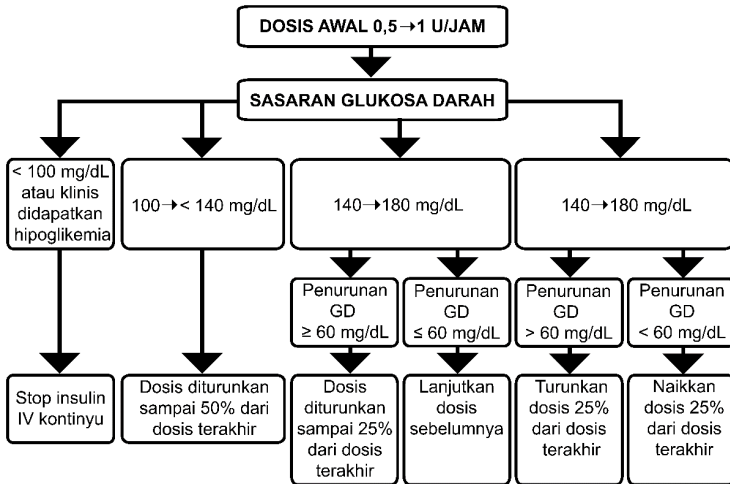 DOSIS AWAL 0,5→1 U/JAM
SASARAN GLUKOSA DARAH
< 100 mg/dL
atau klinis
didapatkan
hipoglikemia
100→< 140 mg/dL
140→180 mg/dL
140→180 mg/dL
Penurunan
GD
≥ 60 mg/dL
Penurunan
GD
≤ 60 mg/dL
Penurunan
GD
> 60 mg/dL
Penurunan
GD
< 60 mg/dL
Stop insulin
IV kontinyu
Dosis diturunkan
sampai 50% dari
dosis terakhir
Dosis
diturunkan
sampai 25%
dari dosis
terakhir
Lanjutkan
dosis
sebelumnya
Turunkan
dosis 25%
dari dosis
terakhir
Naikkan
dosis 25%
dari dosis
terakhir